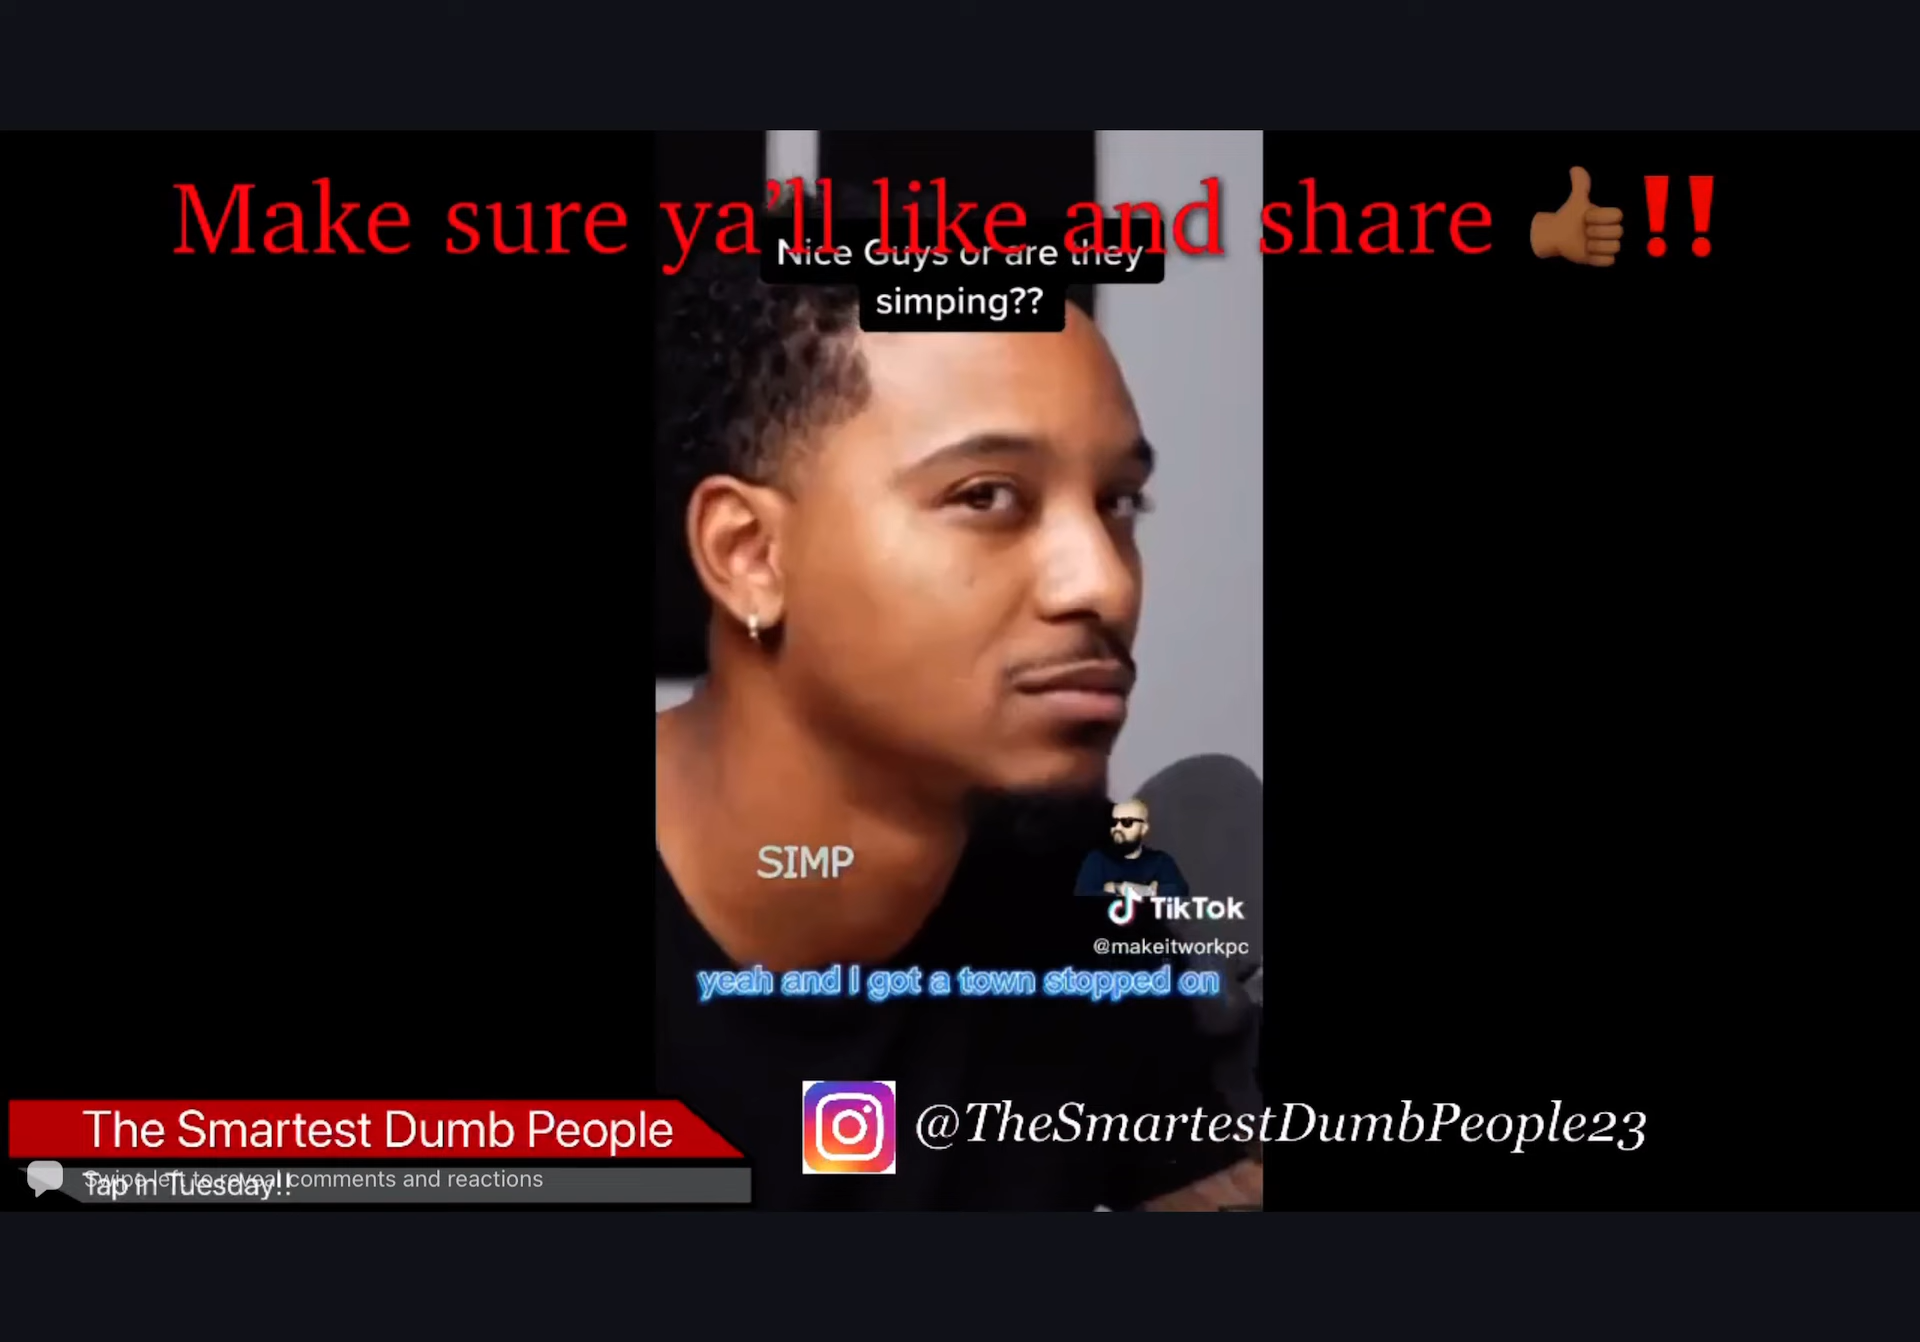 Make sure ya'll like and share 👍🏾‼️
Nice Guys or are they
simping??
SIMP
TikTok
@makeitworkpc
yeah and I got a town stopped on
The Smartest Dumb People
@TheSmartestDumbPeople23
Swipe left to reveal comments and reactions
Tap in Tuesday!!